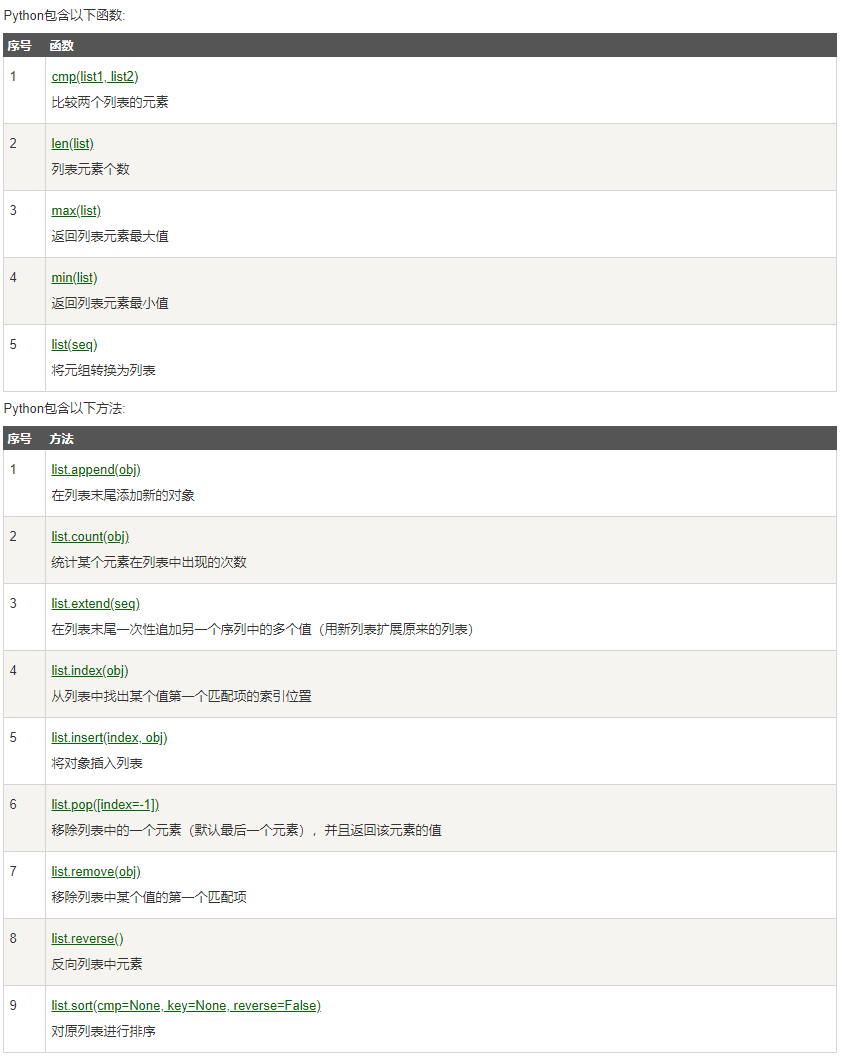 Python包含以下函数:
序号 函数
1 cmp(list1, list2)
比较两个列表的元素
2 len(list)
列表元素个数
3 max(list)
返回列表元素最大值
4 min(list)
返回列表元素最小值
5 list(seq)
将元组转换为列表
Python包含以下方法:
序号 方法
1 list.append(obj)
在列表末尾添加新的对象
2 list.count(obj)
统计某个元素在列表中出现的次数
3 list.extend(seq)
在列表末尾一次性追加另一个序列中的多个值（用新列表扩展原来的列表）
4 list.index(obj)
从列表中找出某个值第一个匹配项的索引位置
5 list.insert(index, obj)
将对象插入列表
6 list.pop([index=-1])
移除列表中的一个元素（默认最后一个元素），并且返回该元素的值
7 list.remove(obj)
移除列表中某个值的第一个匹配项
8 list.reverse()
反向列表中元素
9 list.sort(cmp=None, key=None, reverse=False)
对原列表进行排序